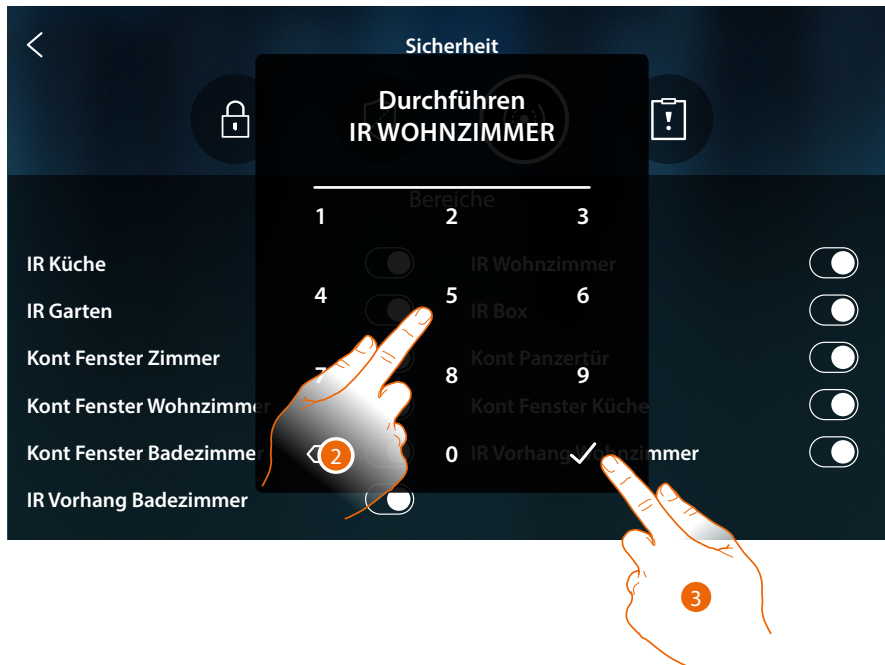 Sicherheit
Durchführen
IR WOHNZIMMER
Bereiche
1 2 3
IR Küche
IR Wohnzimmer
4 5 6
IR Garten
IR Box
Kont Fenster Zimmer
Kont Panzertür
7 8 9
Kont Fenster Wohnzimmer
Kont Fenster Küche
Kont Fenster Badezimmer
2
0
IR Vorhang Wohnzimmer
IR Vorhang Badezimmer
3